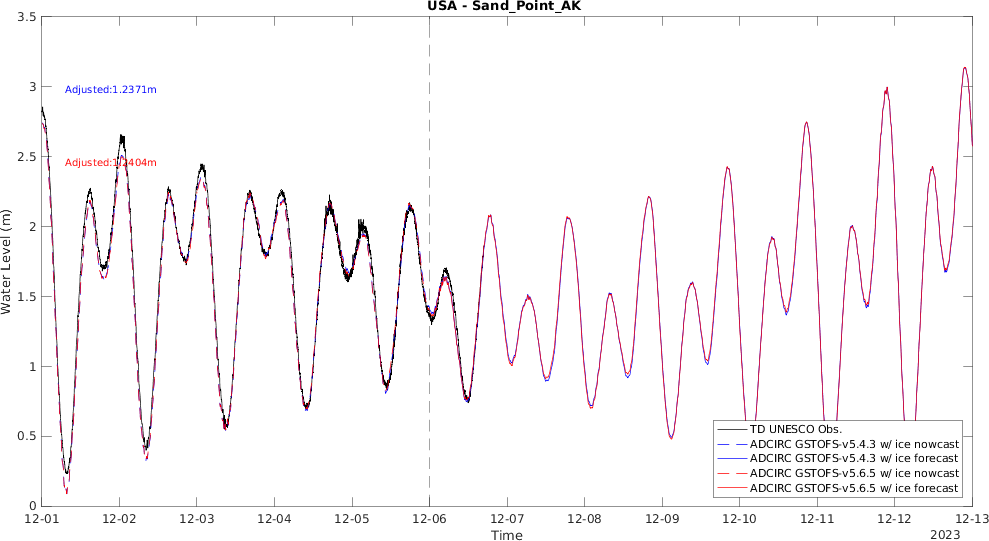 USA - Sand_Point_AK
3.5
3
2.5
2
1.5
1
0.5
0
Water Level (m)
Adjusted:1.2371m
Adjusted:1.2404m
TD UNESCO Obs.
ADCIRC GSTOFS-v5.4.3 w/ ice nowcast
ADCIRC GSTOFS-v5.4.3 w/ ice forecast
ADCIRC GSTOFS-v5.6.5 w/ ice nowcast
ADCIRC GSTOFS-v5.6.5 w/ ice forecast
12-01 12-02 12-03 12-04 12-05 12-06 12-07 12-08 12-09 12-10 12-11 12-12 12-13
Time
2023